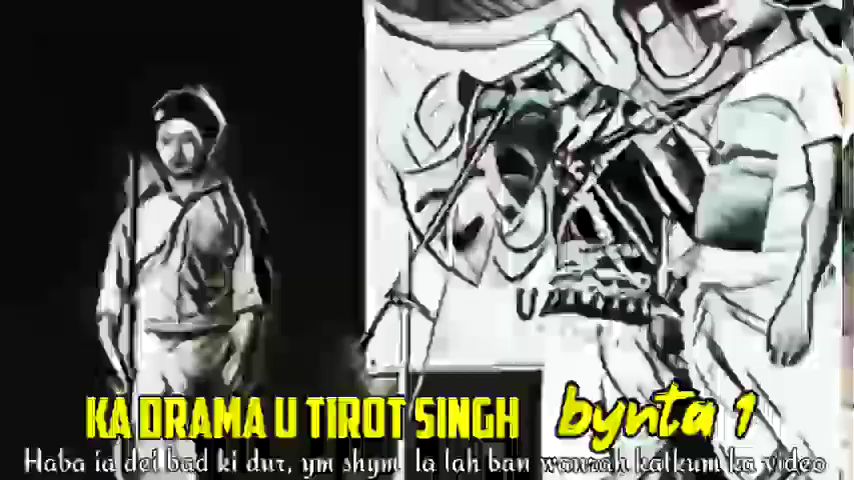 KA DRAMA U TIROT SINGH bynta 1
Haba ia dei bad ki dur, ym shym la lah ban wanrah katkum ka video